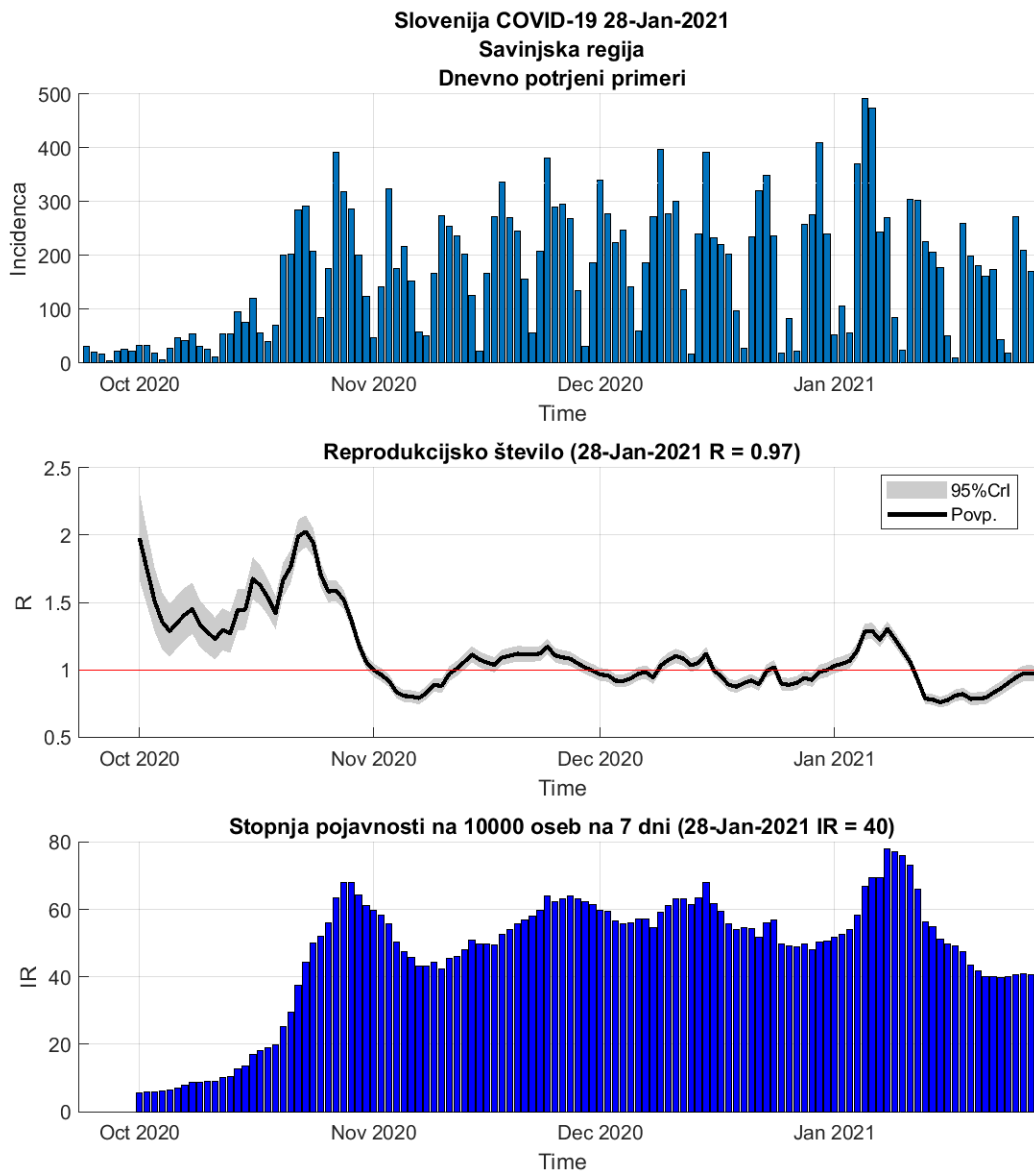 Slovenija COVID-19 28-Jan-2021
Savinjska regija
Dnevno potrjeni primeri
500
400
300
200
100
0
Incidenca
Oct 2020
Nov 2020
Dec 2020
Jan 2021
Time
Reprodukcijsko število (28-Jan-2021 R = 0.97)
2.5
2
1.5
1
0.5
R
95%CrI
Povp.
Oct 2020
Nov 2020
Dec 2020
Jan 2021
Time
Stopnja pojavnosti na 10000 oseb na 7 dni (28-Jan-2021 IR = 40)
80
60
40
20
0
IR
Oct 2020
Nov 2020
Dec 2020
Jan 2021
Time